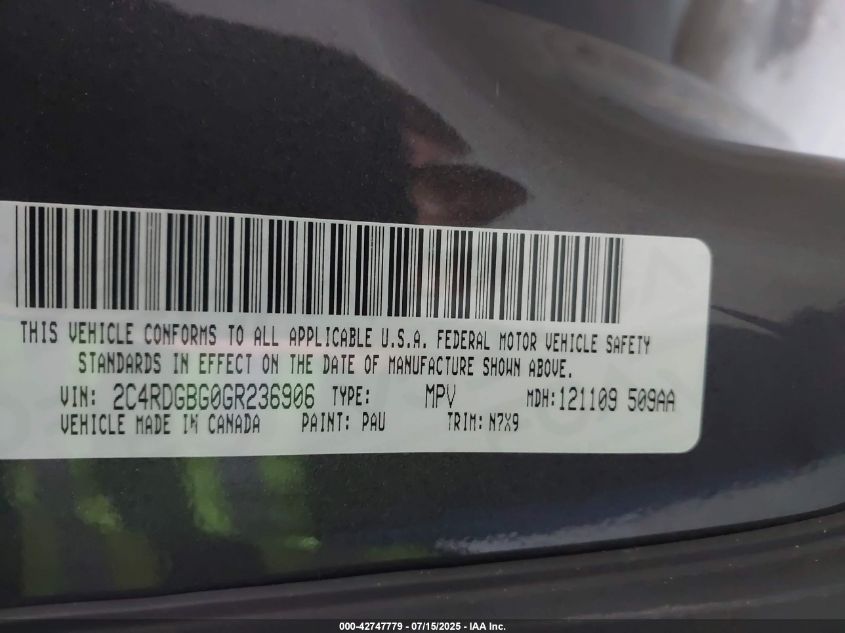 THIS VEHICLE CONFORMS TO ALL APPLICABLE U.S.A. FEDERAL MOTOR VEHICLE SAFETY
STANDARDS IN EFFECT ON THE DATE OF MANUFACTURE SHOWN ABOVE.
VIN: 2C4RDGBG0GR236906 TYPE: MPV MDH: 121109 509AA
VEHICLE MADE IN CANADA PAINT: PAU TRIM: N7X9
000-42747779 - 07/15/2025 - IAA Inc.